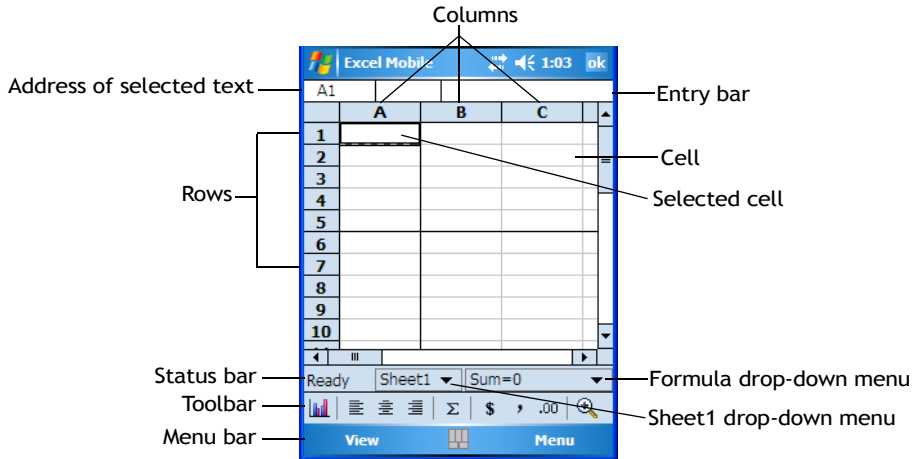 Columns
Excel Mobile 1:03 ok
Address of selected text
A1
Entry bar
A B C
1
2
Cell
3
Rows
4
Selected cell
5
6
7
8
9
10
Status bar
Ready Sheet1 Sum=0
Formula drop-down menu
Toolbar
Σ $ , .00
Sheet1 drop-down menu
Menu bar
View Menu